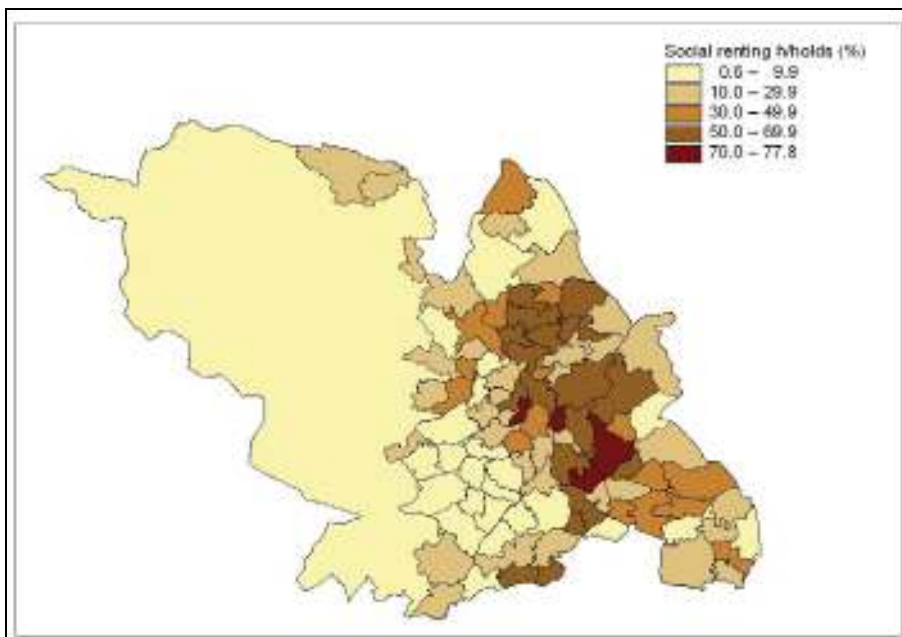 Social renting h/holds (%)
0.6 – 9.9
10.0 – 29.9
30.0 – 49.9
50.0 – 69.9
70.0 – 77.8